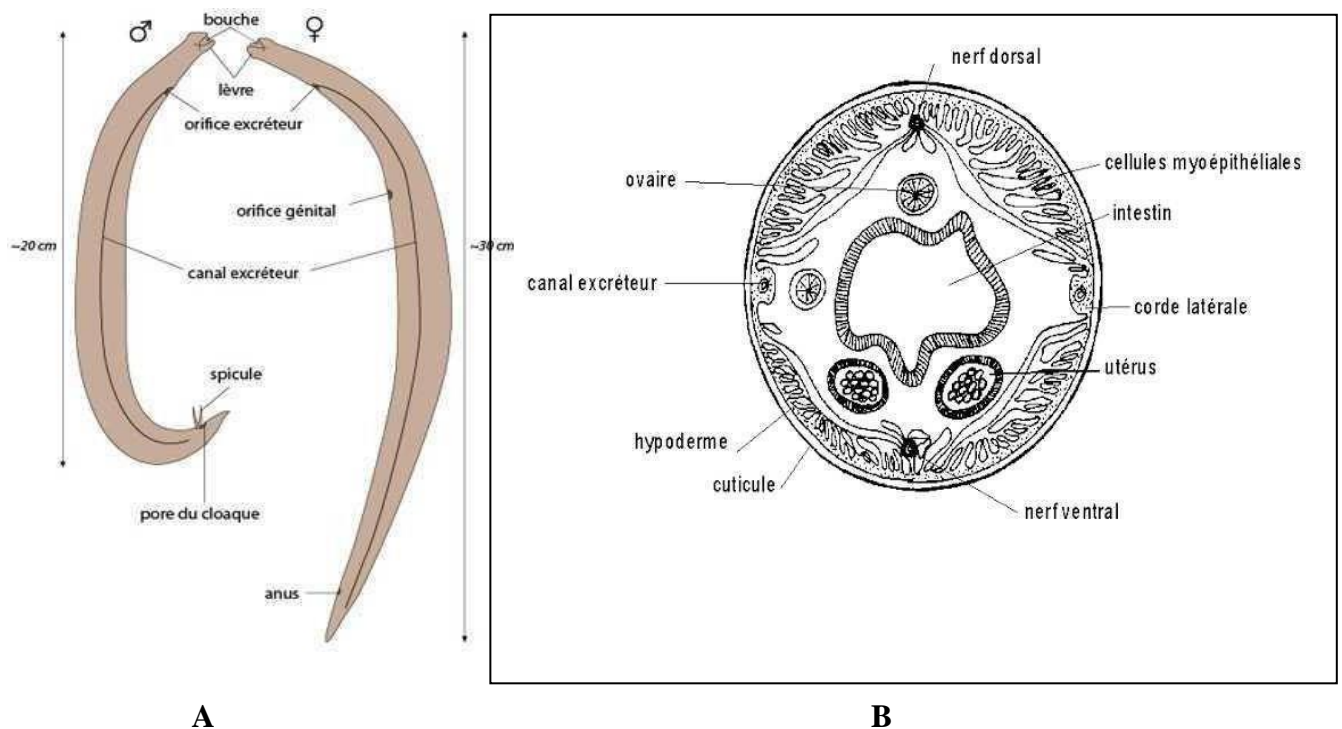 bouche
♂ ♀
lèvre
orifice excréteur
orifice génital
~20 cm
~30 cm
canal excréteur
spicule
pore du cloaque
anus
nerf dorsal
cellules myoépithéliales
ovaire
intestin
canal excréteur
corde latérale
utérus
hypoderme
cuticule
nerf ventral
A
B